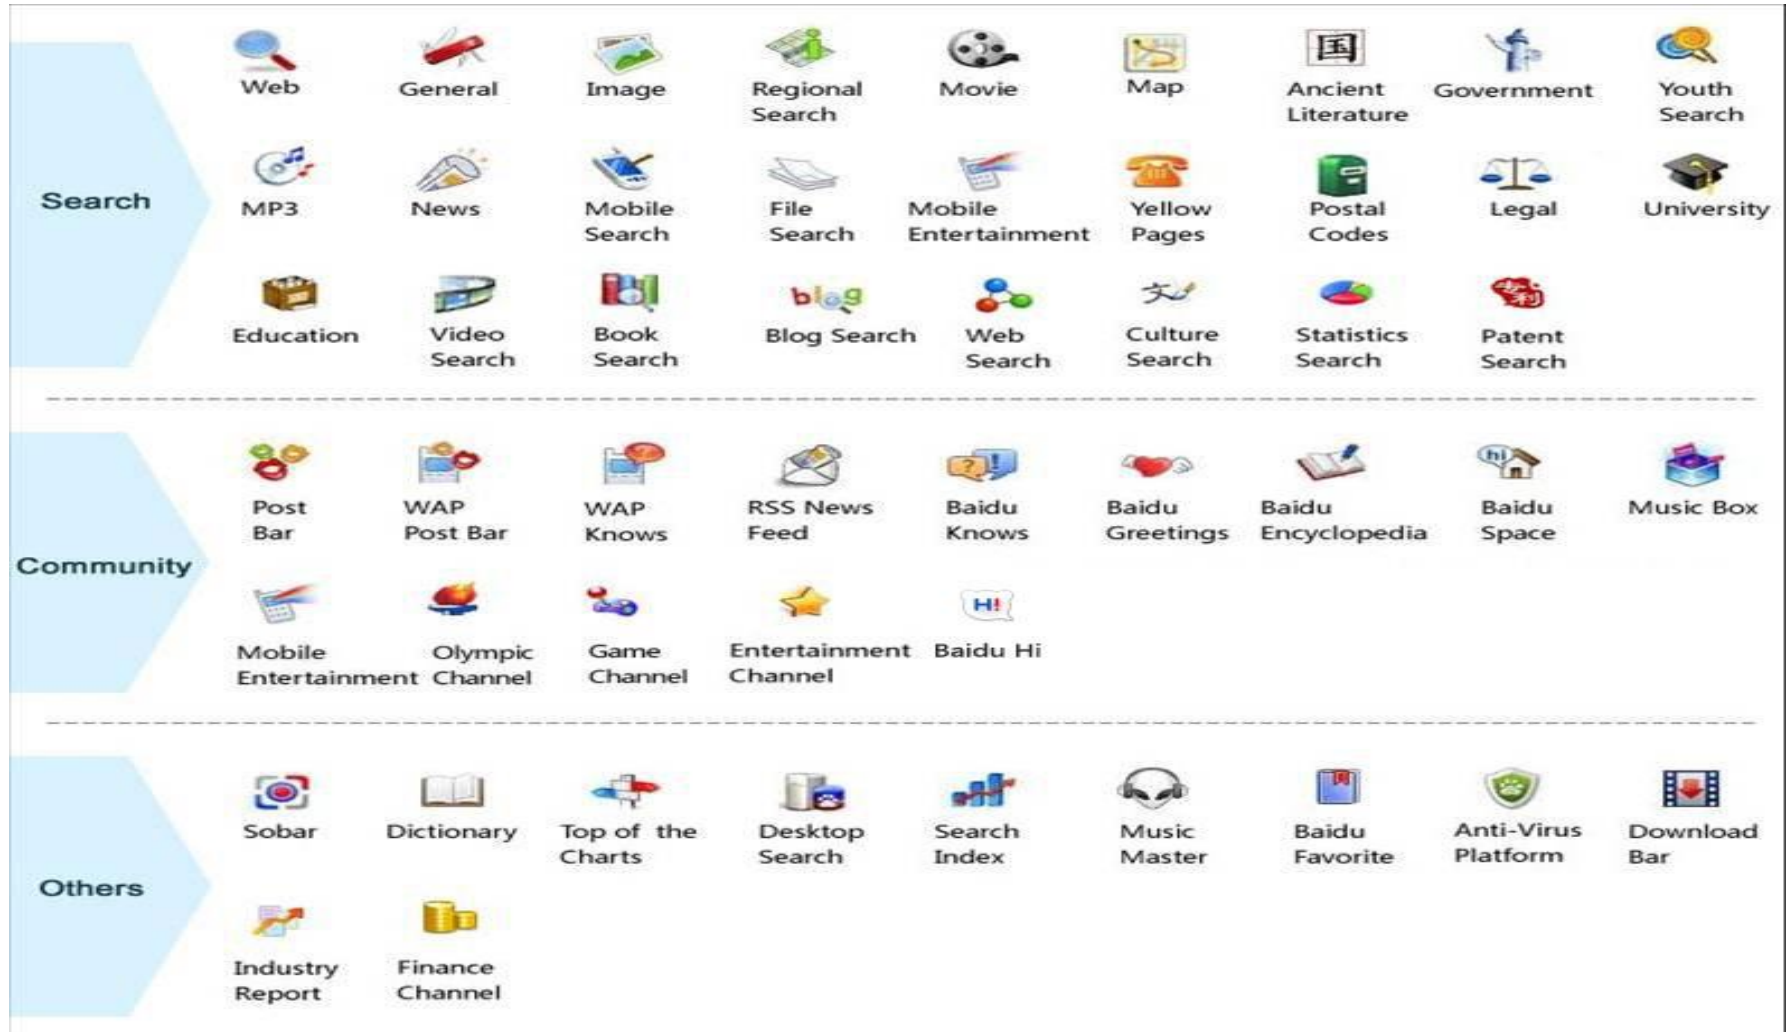 Search
Web
General
Image
Regional
Search
Movie
Map
国
Ancient
Literature
Government
Youth
Search
MP3
News
Mobile
Search
File
Search
Mobile
Entertainment
Yellow
Pages
Postal
Codes
Legal
University
Education
Video
Search
Book
Search
blog
Blog Search
Web
Search
文
Culture
Search
Statistics
Search
专利
Patent
Search
Community
Post
Bar
WAP
Post Bar
WAP
Knows
RSS News
Feed
?
!
Baidu
Knows
Baidu
Greetings
Baidu
Encyclopedia
hi
Baidu
Space
Music Box
Mobile
Entertainment
Olympic
Channel
Game
Channel
Entertainment
Channel
H!
Baidu Hi
Others
Sobar
Dictionary
Top of the
Charts
Desktop
Search
Search
Index
Music
Master
Baidu
Favorite
Anti-Virus
Platform
Download
Bar
Industry
Report
Finance
Channel